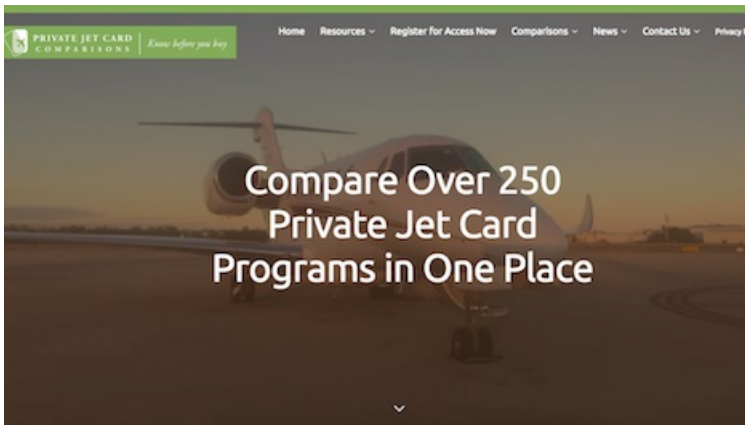 PRIVATE JET CARD
COMPARISONS
Know before you buy
Home Resources Register for Access Now Comparisons News Contact Us Privacy
Compare Over 250
Private Jet Card
Programs in One Place